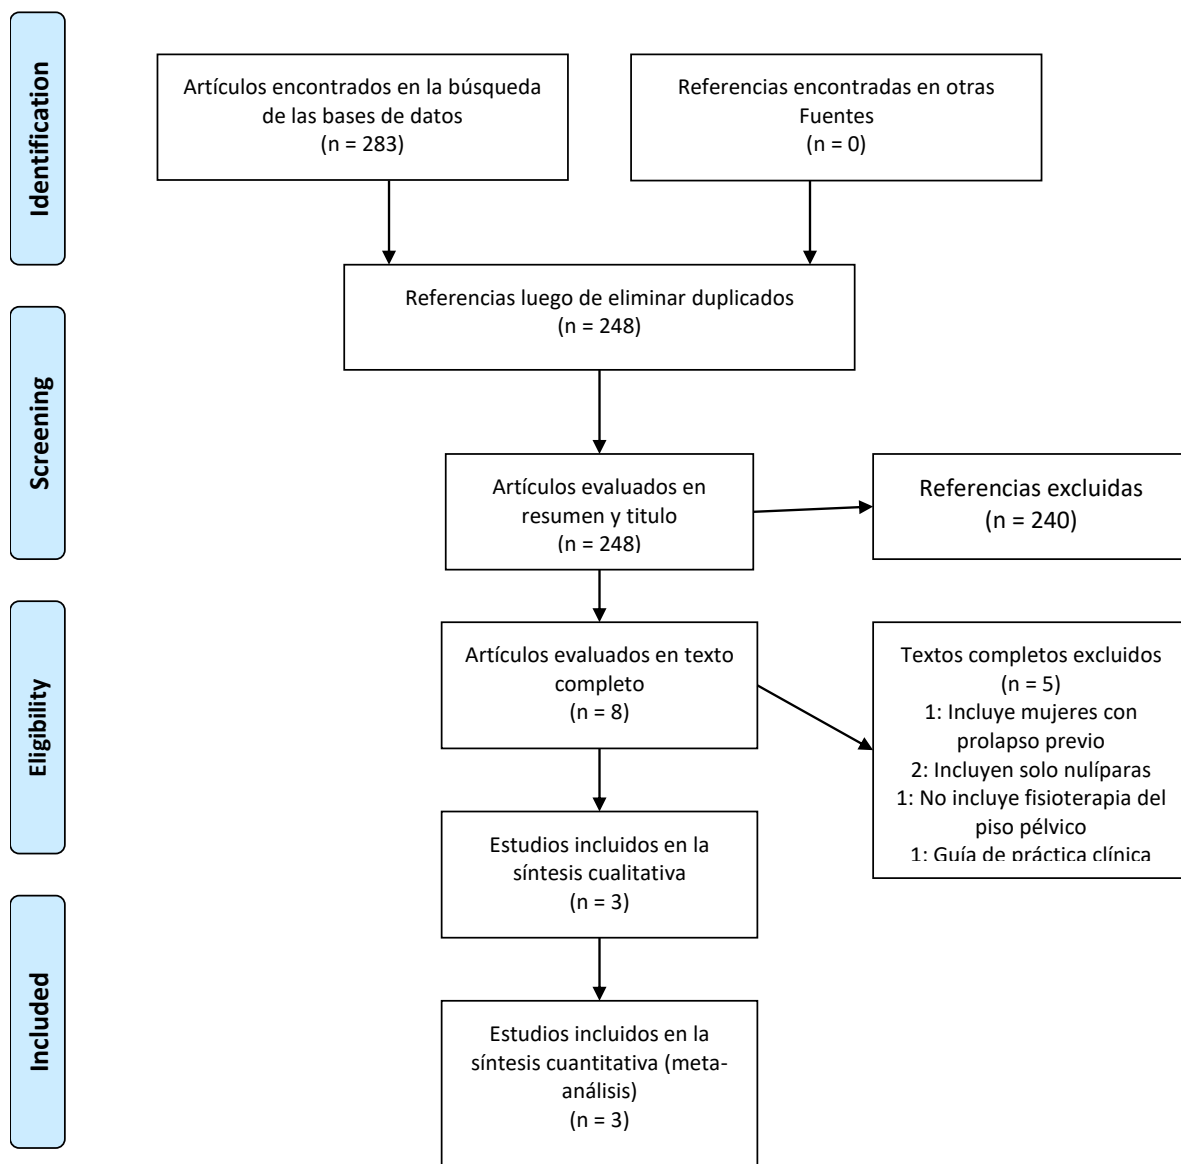 Identification
Artículos encontrados en la búsqueda
de las bases de datos
(n = 283)
Referencias encontradas en otras
Fuentes
(n = 0)
Referencias luego de eliminar duplicados
(n = 248)
Screening
Artículos evaluados en
resumen y titulo
(n = 248)
Referencias excluidas
(n = 240)
Eligibility
Artículos evaluados en texto
completo
(n = 8)
Textos completos excluidos
(n = 5)
1: Incluye mujeres con
prolapso previo
2: Incluyen solo nulíparas
1: No incluye fisioterapia del
piso pélvico
1: Guía de práctica clínica
Estudios incluidos en la
síntesis cualitativa
(n = 3)
Included
Estudios incluidos en la
síntesis cuantitativa (meta-
análisis)
(n = 3)